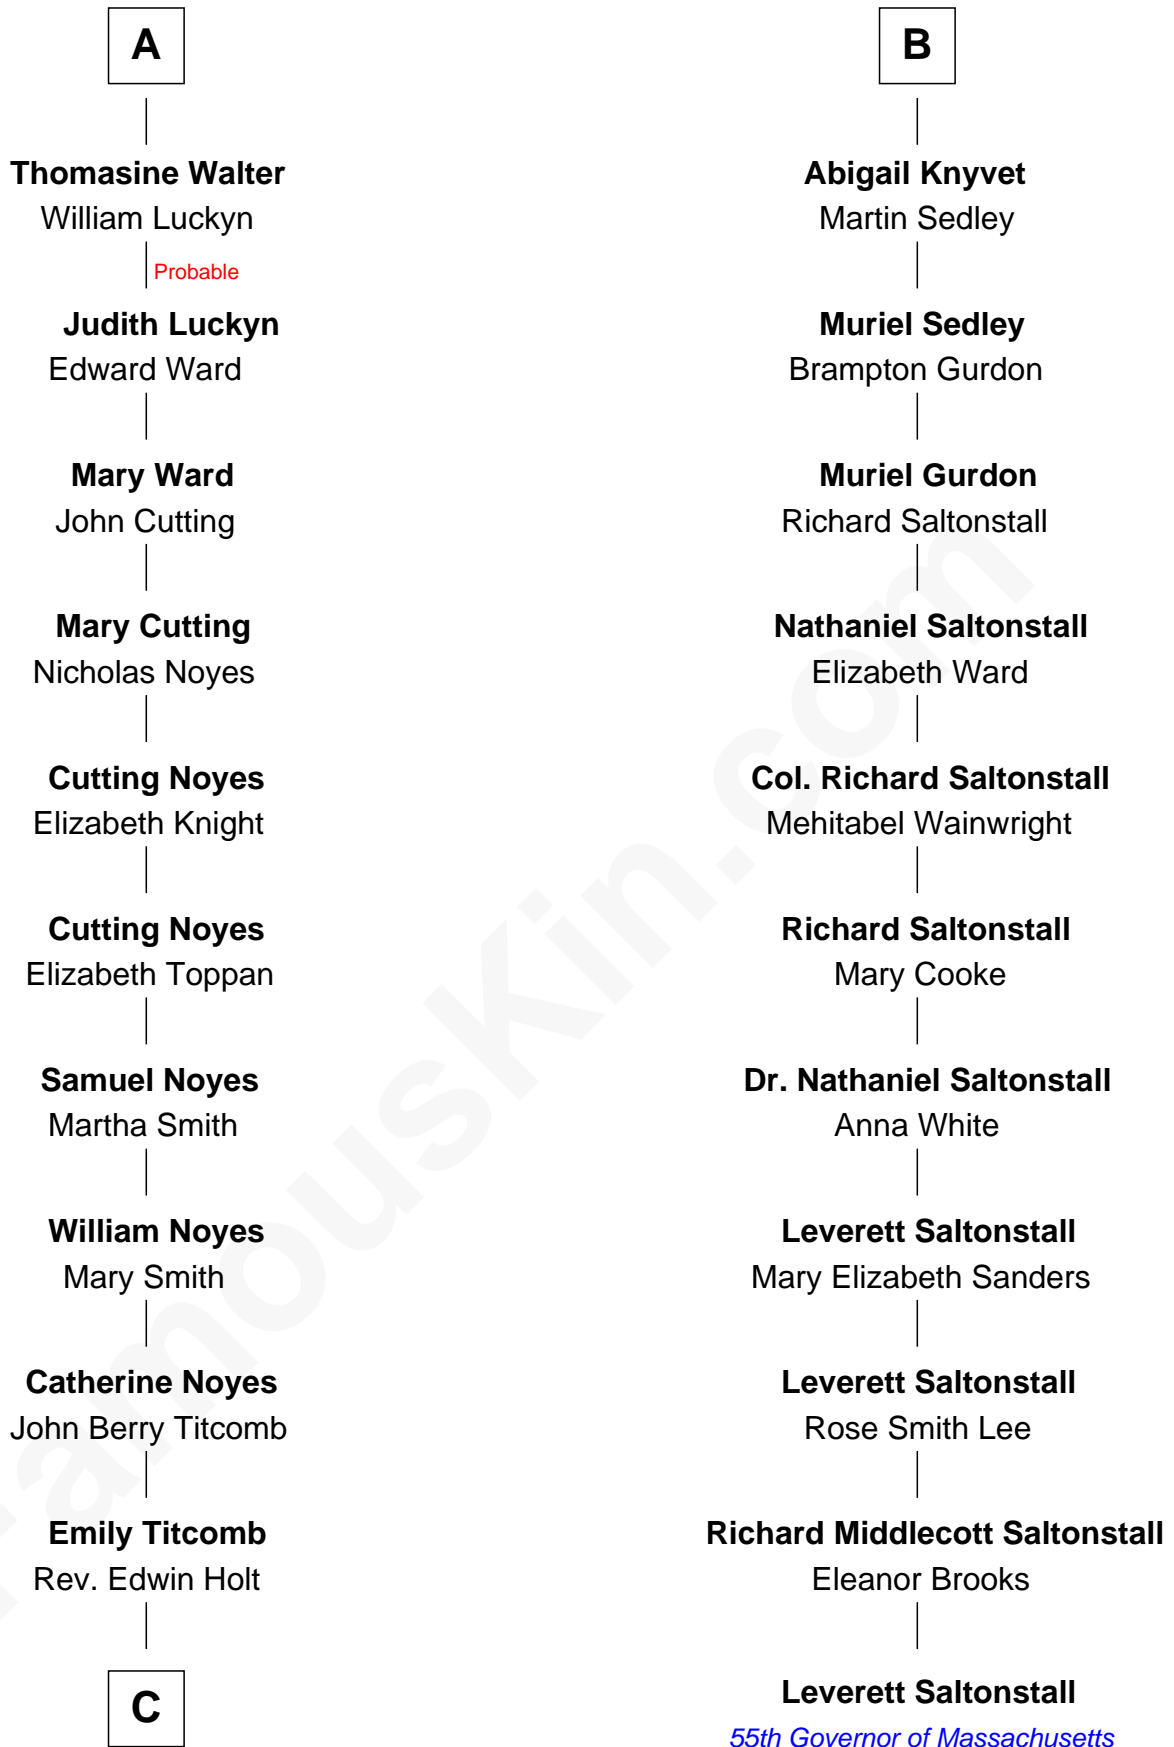 A
Thomasine Walter
William Luckyn
Probable
Judith Luckyn
Edward Ward
Mary Ward
John Cutting
Mary Cutting
Nicholas Noyes
Cutting Noyes
Elizabeth Knight
Cutting Noyes
Elizabeth Toppan
Samuel Noyes
Martha Smith
William Noyes
Mary Smith
Catherine Noyes
John Berry Titcomb
Emily Titcomb
Rev. Edwin Holt
C
B
Abigail Knyvet
Martin Sedley
Muriel Sedley
Brampton Gurdon
Muriel Gurdon
Richard Saltonstall
Nathaniel Saltonstall
Elizabeth Ward
Col. Richard Saltonstall
Mehitabel Wainwright
Richard Saltonstall
Mary Cooke
Dr. Nathaniel Saltonstall
Anna White
Leverett Saltonstall
Mary Elizabeth Sanders
Leverett Saltonstall
Rose Smith Lee
Richard Middlecott Saltonstall
Eleanor Brooks
Leverett Saltonstall
55th Governor of Massachusetts
FamousKin.com